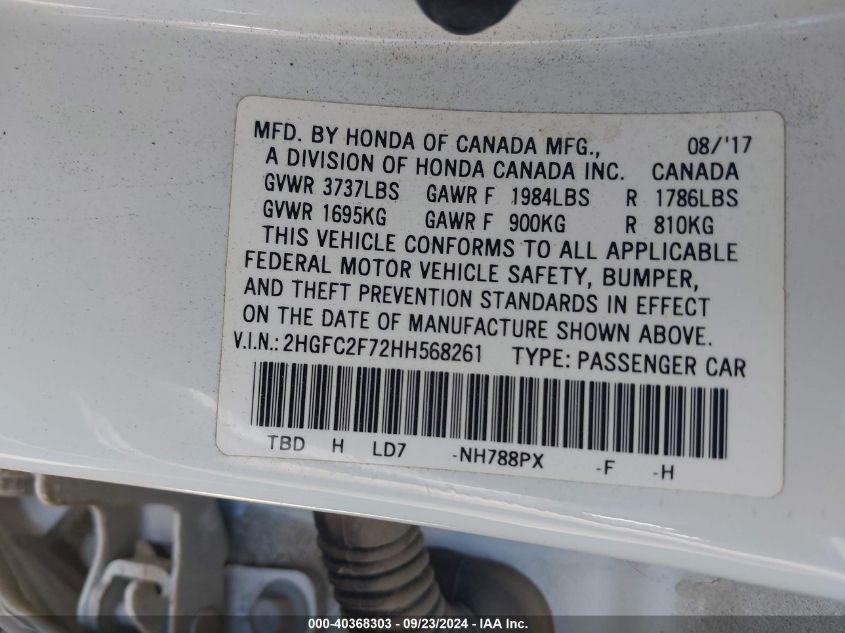 MFD. BY HONDA OF CANADA MFG., 08/'17
A DIVISION OF HONDA CANADA INC. CANADA
GVWR 3737LBS GAWR F 1984LBS R 1786LBS
GVWR 1695KG GAWR F 900KG R 810KG
THIS VEHICLE CONFORMS TO ALL APPLICABLE
FEDERAL MOTOR VEHICLE SAFETY, BUMPER,
AND THEFT PREVENTION STANDARDS IN EFFECT
ON THE DATE OF MANUFACTURE SHOWN ABOVE.
V.I.N.: 2HGFC2F72HH568261 TYPE: PASSENGER CAR
TBD H LD7 -NH788PX -F -H
000-40368303 - 09/23/2024 - IAA Inc.